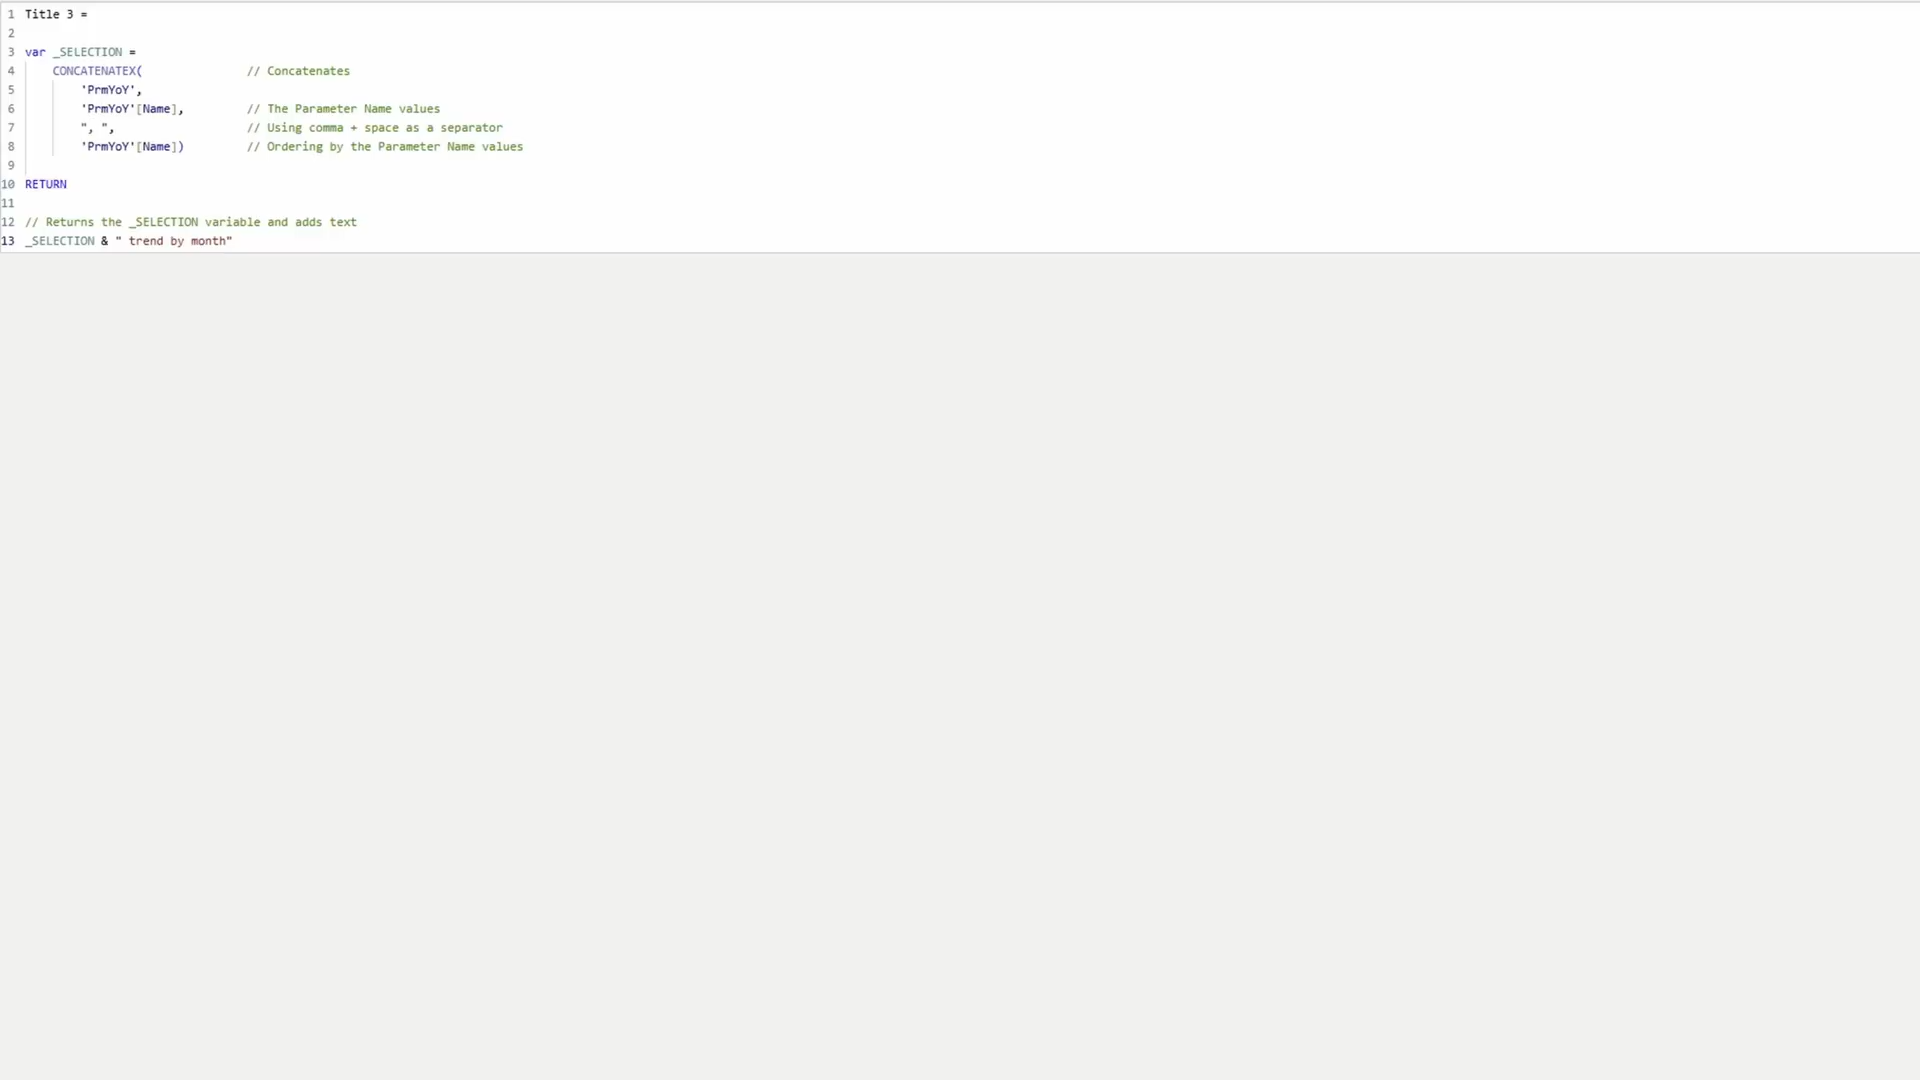 1 Title 3 =
2
3 var _SELECTION =
4 CONCATENATEX( // Concatenates
5 'PrmYoY',
6 'PrmYoY'[Name], // The Parameter Name values
7 ", ", // Using comma + space as a separator
8 'PrmYoY'[Name]) // Ordering by the Parameter Name values
9
10 RETURN
11
12 // Returns the _SELECTION variable and adds text
13 _SELECTION & " trend by month"